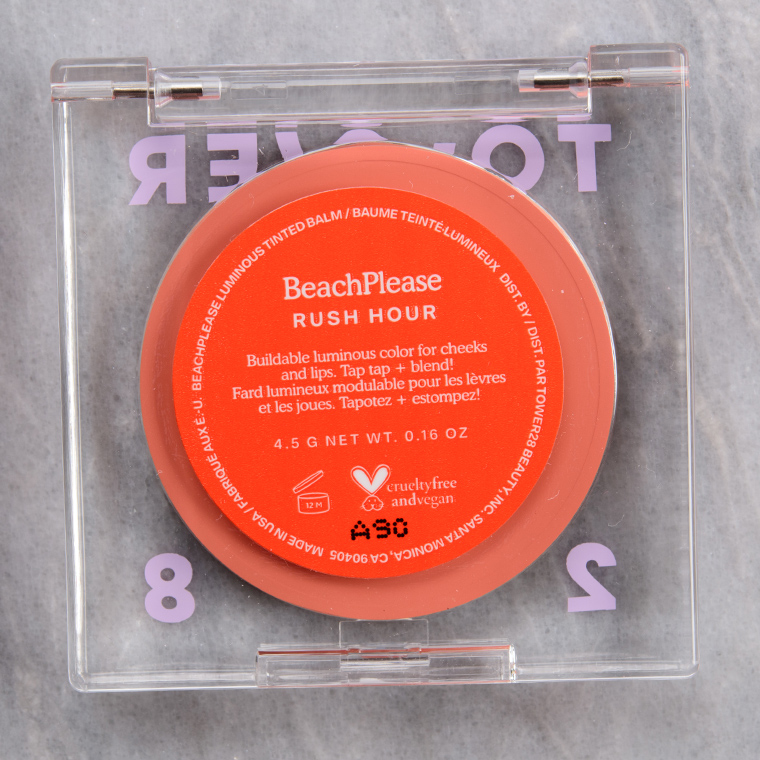 TOWER
BEACHPLEASE LUMINOUS TINTED BALM / BAUME TEINTÉ LUMINEUX
DIST. BY / DIST. PAR TOWER28 BEAUTY, INC. SANTA MONICA, CA 90405
MADE IN USA / FABRIQUÉ AUX É.-U.
BeachPlease
RUSH HOUR
Buildable luminous color for cheeks
and lips. Tap tap + blend!
Fard lumineux modulable pour les lèvres
et les joues. Tapotez + estompez!
4.5 G NET WT. 0.16 OZ
12 M
crueltyfree
andvegan
A90
2 8